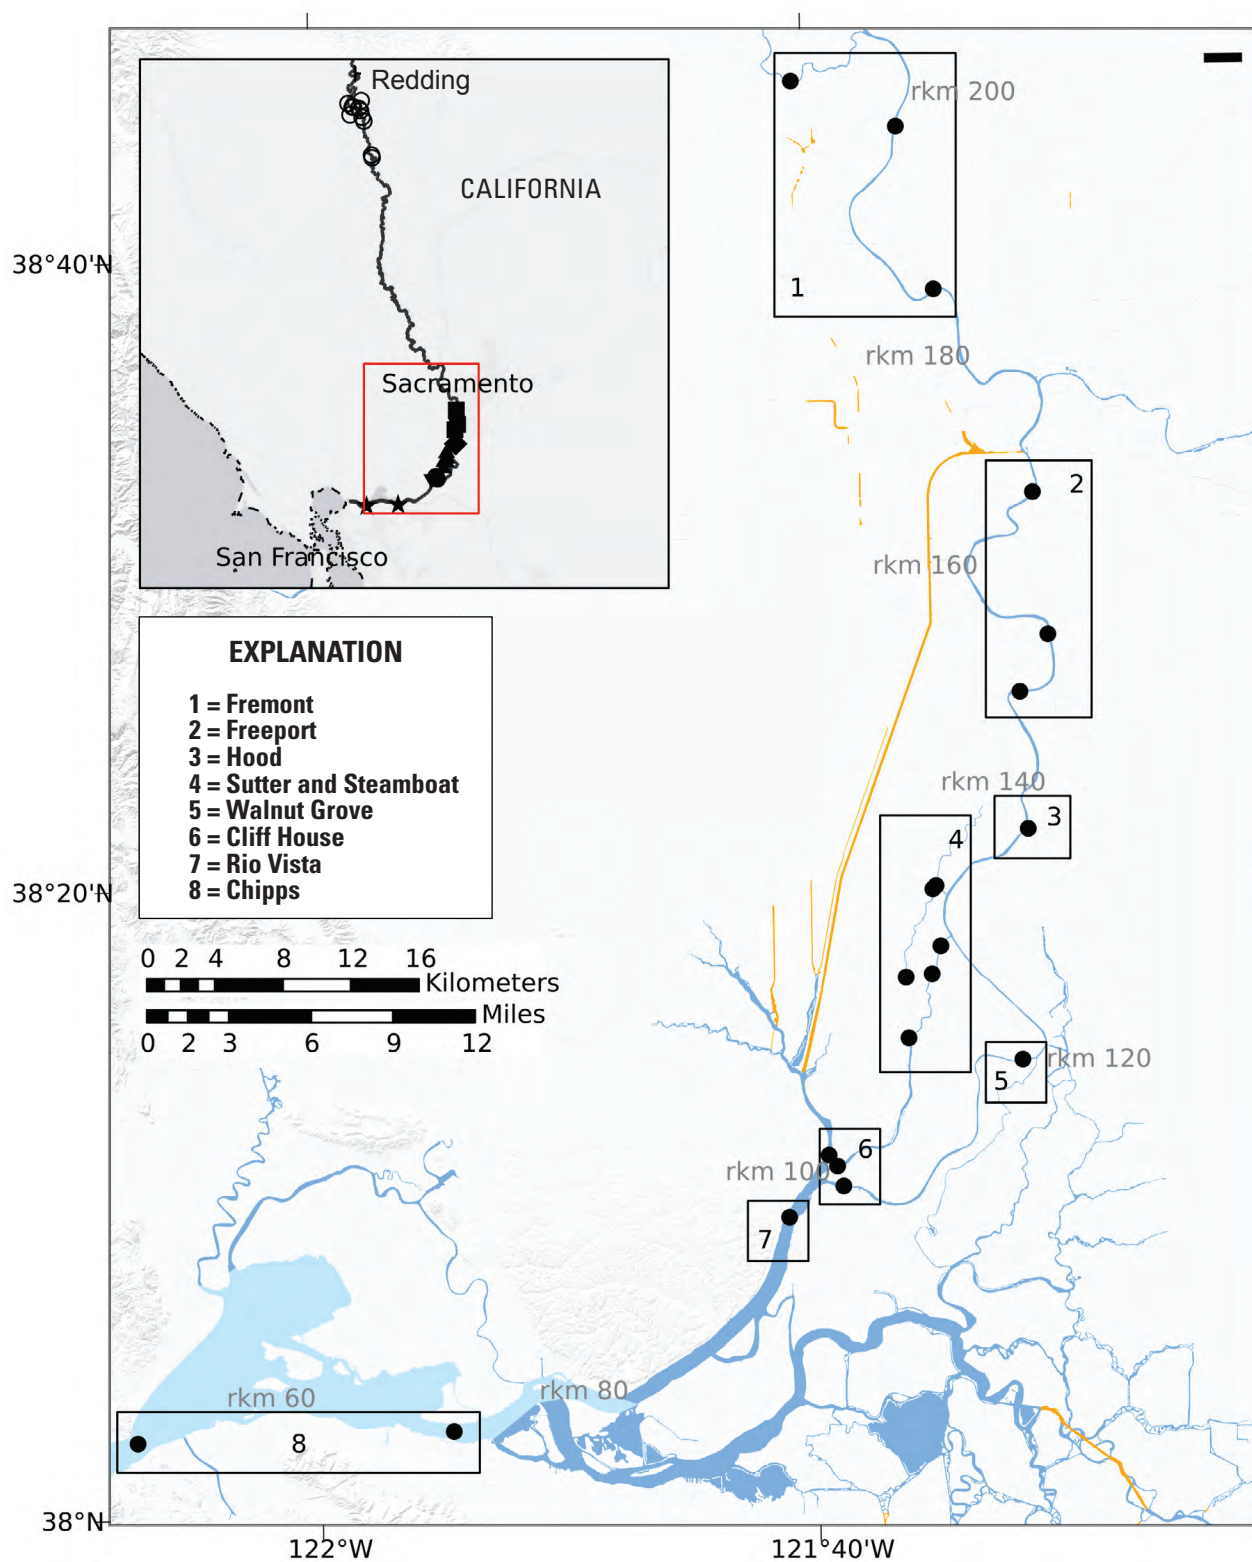 Redding
CALIFORNIA
Sacramento
San Francisco
rkm 200
38°40'N
1
rkm 180
2
rkm 160
EXPLANATION
1 = Fremont
2 = Freeport
3 = Hood
4 = Sutter and Steamboat
5 = Walnut Grove
6 = Cliff House
7 = Rio Vista
8 = Chipps
rkm 140
3
4
38°20'N
0 2 4 8 12 16
Kilometers
Miles
0 2 3 6 9 12
rkm 120
5
6
rkm 100
7
rkm 80
rkm 60
8
38°N
122°W
121°40'W